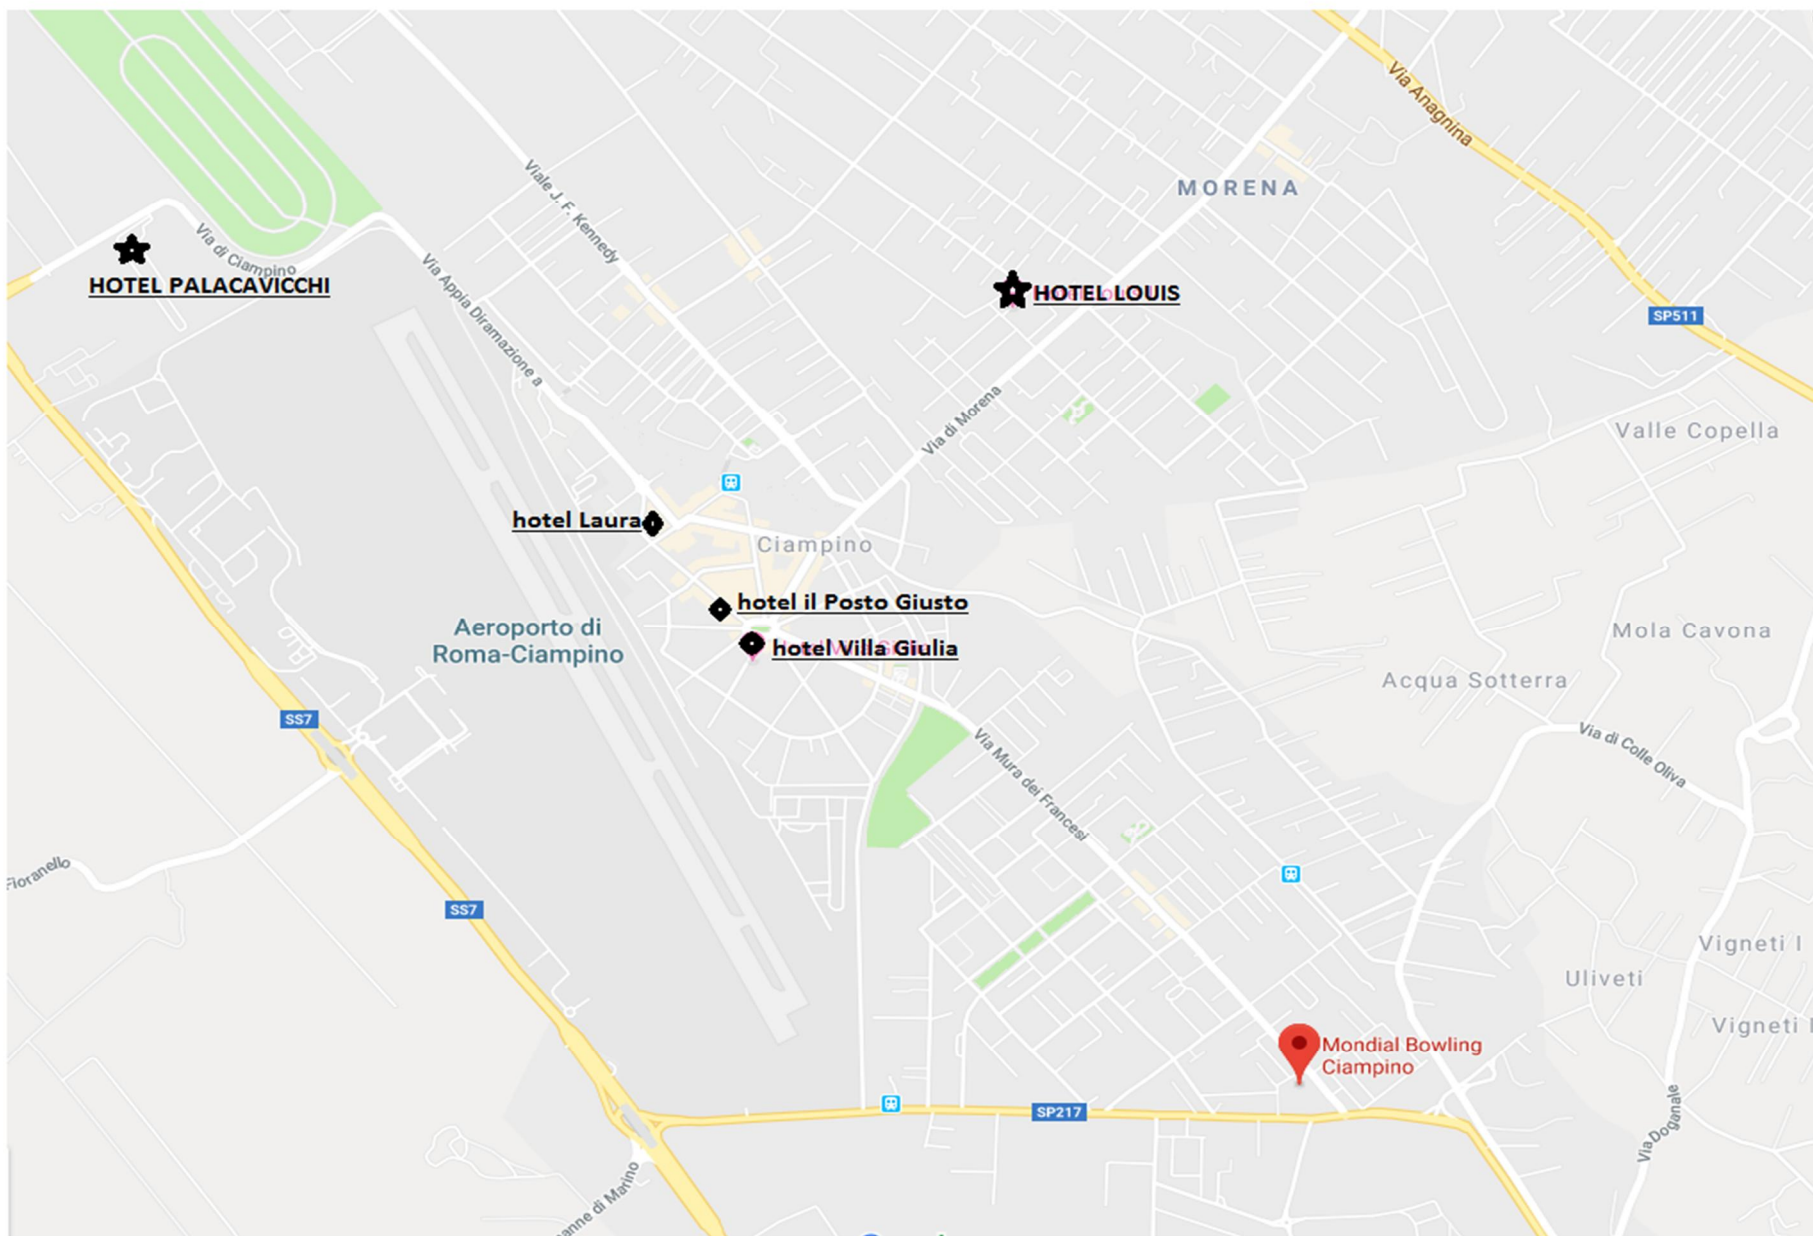 Via Anagnina
Viale J. F. Kennedy
MORENA
Via di Ciampino
HOTEL PALACAVICCHI
Via Appia Diramazione a
HOTEL LOUIS
SP511
Via di Morena
Valle Copella
hotel Laura
Ciampino
hotel il Posto Giusto
Aeroporto di
Roma-Ciampino
hotel Villa Giulia
Mola Cavona
Acqua Sotterra
SS7
Via Mura dei Francesi
Via di Colle Oliva
Fioranello
SS7
Vigneti I
Uliveti
Vigneti
Mondial Bowling
Ciampino
SP217
Via Doganale
anne di Marino